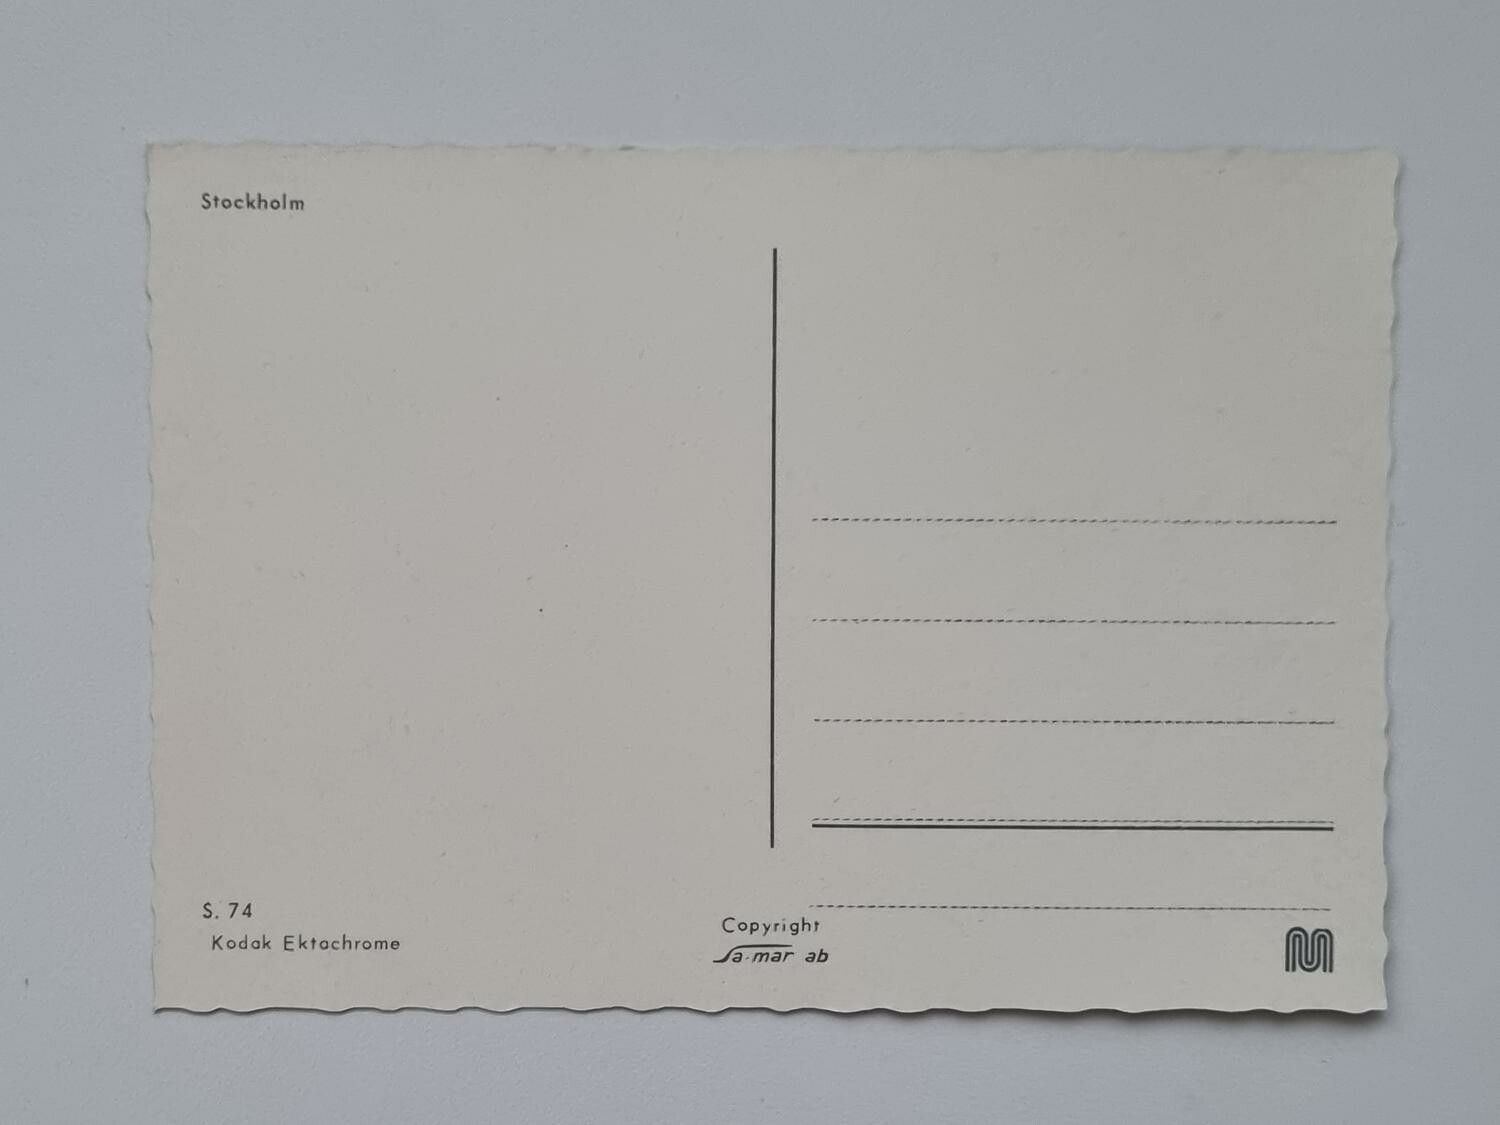 Stockholm
S. 74
Kodak Ektachrome
Copyright
Sa-mar ab